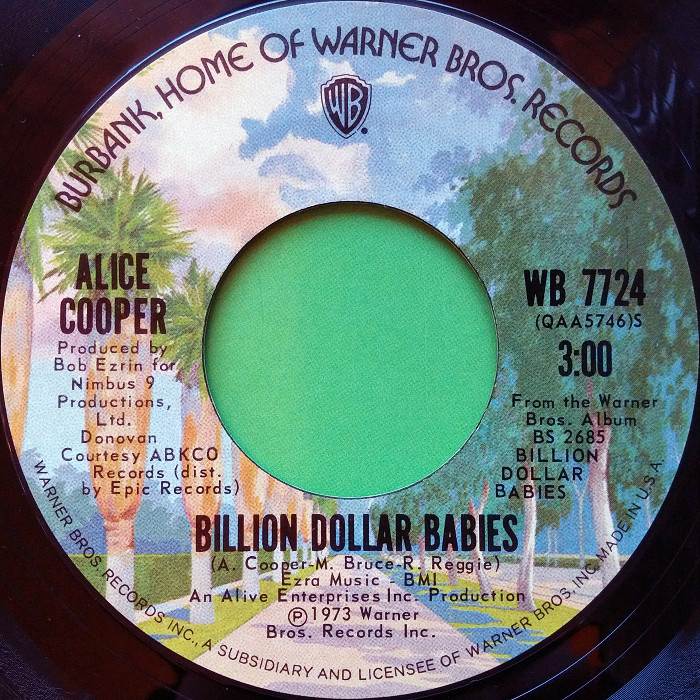 BURBANK, HOME OF WARNER BROS. RECORDS
WB
ALICE
COOPER
Produced by
Bob Ezrin for
Nimbus 9
Productions,
Ltd.
Donovan
Courtesy ABKCO
Records (dist.
by Epic Records)
WB 7724
(QAA5746)S
3:00
From the Warner
Bros. Album
BS 2685
BILLION
DOLLAR
BABIES
BILLION DOLLAR BABIES
(A. Cooper-M. Bruce-R. Reggie)
Ezra Music - BMI
An Alive Enterprises Inc. Production
Ⓟ1973 Warner
Bros. Records Inc.
WARNER BROS. RECORDS INC., A SUBSIDIARY AND LICENSEE OF WARNER BROS., INC. MADE IN U.S.A.